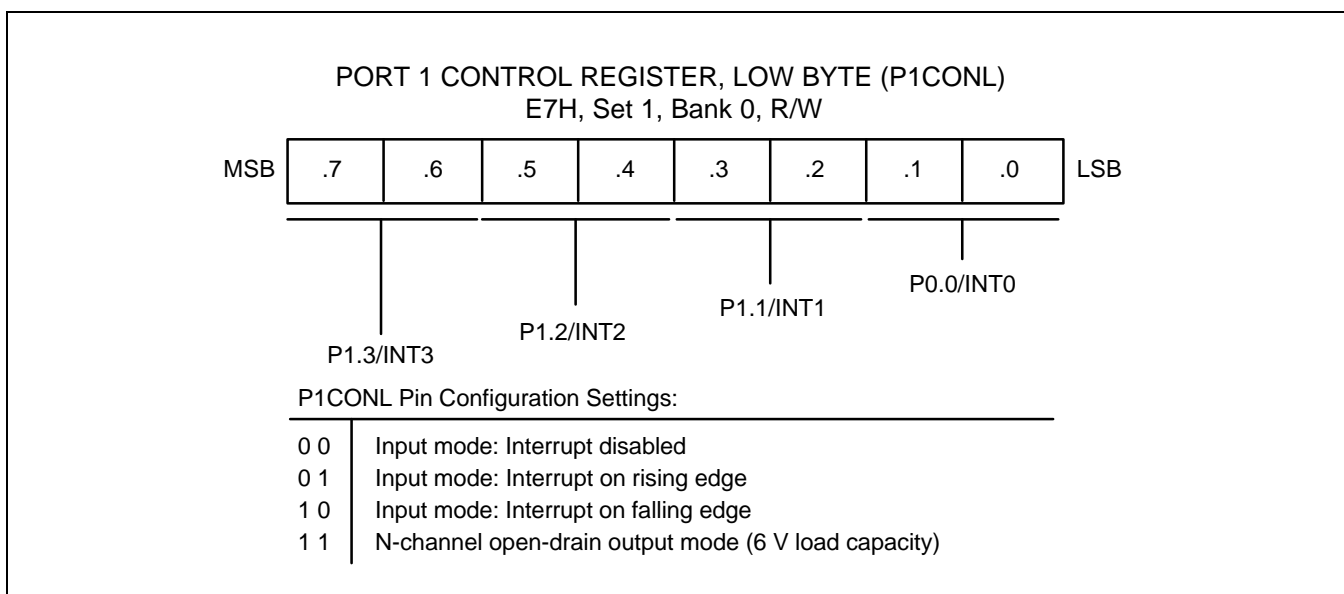 PORT 1 CONTROL REGISTER, LOW BYTE (P1CONL)
E7H, Set 1, Bank 0, R/W
MSB .7 .6 .5 .4 .3 .2 .1 .0 LSB
P0.0/INT0
P1.1/INT1
P1.2/INT2
P1.3/INT3
P1CONL Pin Configuration Settings:
0 0 Input mode: Interrupt disabled
0 1 Input mode: Interrupt on rising edge
1 0 Input mode: Interrupt on falling edge
1 1 N-channel open-drain output mode (6 V load capacity)